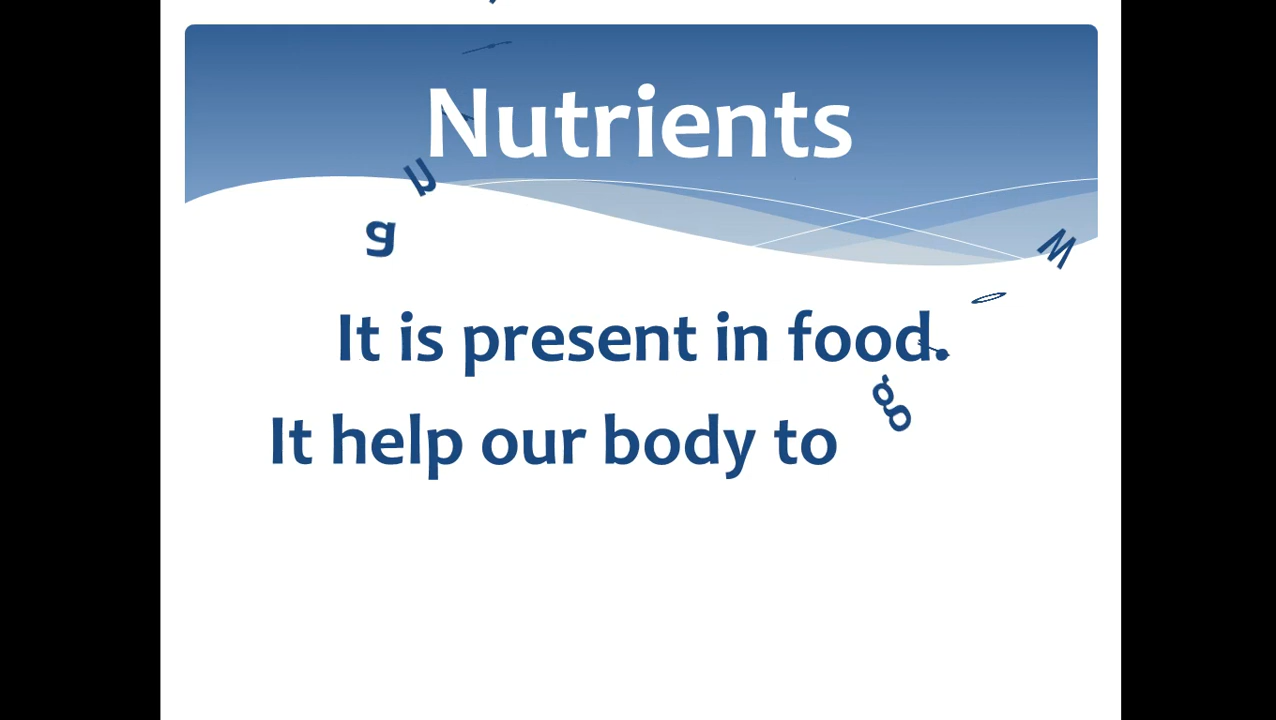 Nutrients
It is present in food.
It help our body to